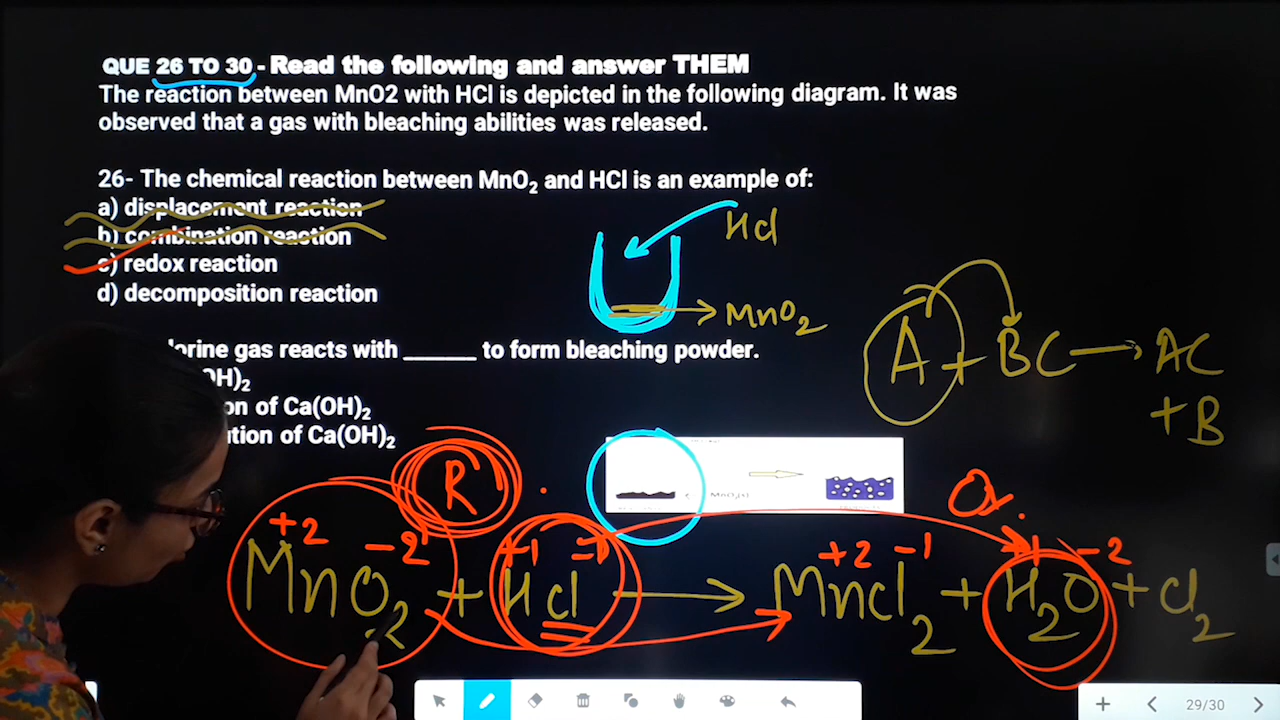 QUE 26 TO 30 - Read the following and answer THEM
The reaction between MnO2 with HCl is depicted in the following diagram. It was
observed that a gas with bleaching abilities was released.
26- The chemical reaction between MnO₂ and HCl is an example of:
a) displacement reaction
b) combination reaction
c) redox reaction
d) decomposition reaction
HCl
MnO₂
A + BC → AC
+ B
orine gas reacts with ______ to form bleaching powder.
OH)₂
on of Ca(OH)₂
ution of Ca(OH)₂
R
MnO₂(s)
Ox.
+2 -2 +1 -1 +2 -1 +1 -2
MnO₂ + HCl → MnCl₂ + H₂O + Cl₂
29/30